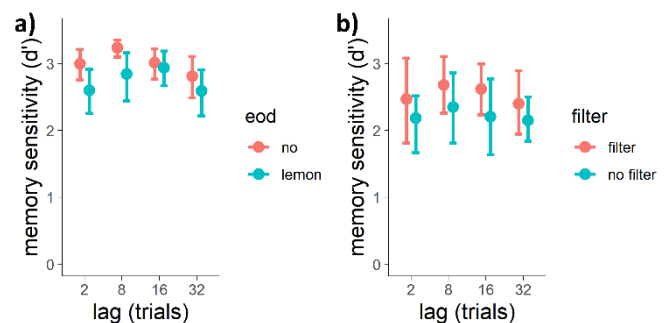 a)
memory sensitivity (d')
3
2
1
0
2 8 16 32
lag (trials)
eod
no
lemon
b)
memory sensitivity (d')
3
2
1
0
2 8 16 32
lag (trials)
filter
filter
no filter